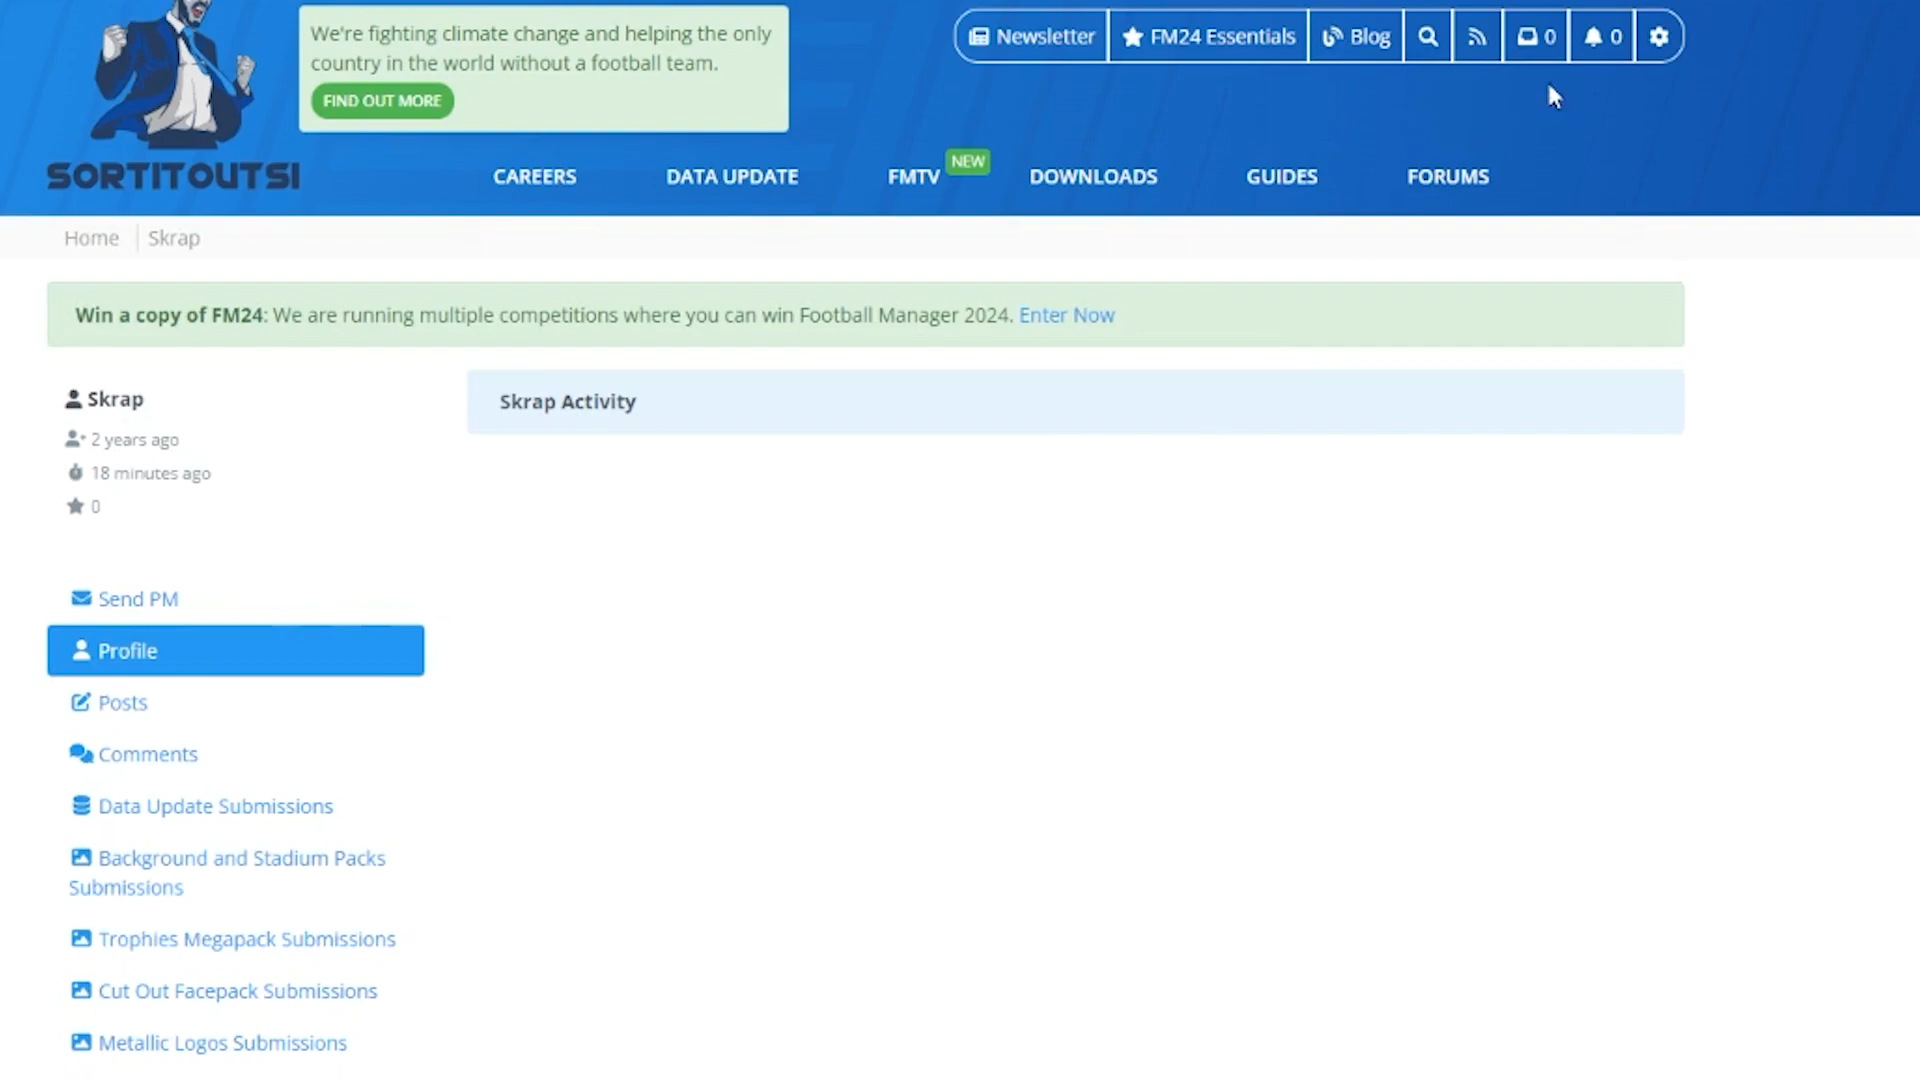 We're fighting climate change and helping the only
country in the world without a football team.
FIND OUT MORE
Newsletter
FM24 Essentials
Blog
0
0
SORTITOUTSI
CAREERS
DATA UPDATE
FMTV
NEW
DOWNLOADS
GUIDES
FORUMS
Home
Skrap
Win a copy of FM24: We are running multiple competitions where you can win Football Manager 2024. Enter Now
Skrap
2 years ago
18 minutes ago
0
Skrap Activity
Send PM
Profile
Posts
Comments
Data Update Submissions
Background and Stadium Packs
Submissions
Trophies Megapack Submissions
Cut Out Facepack Submissions
Metallic Logos Submissions